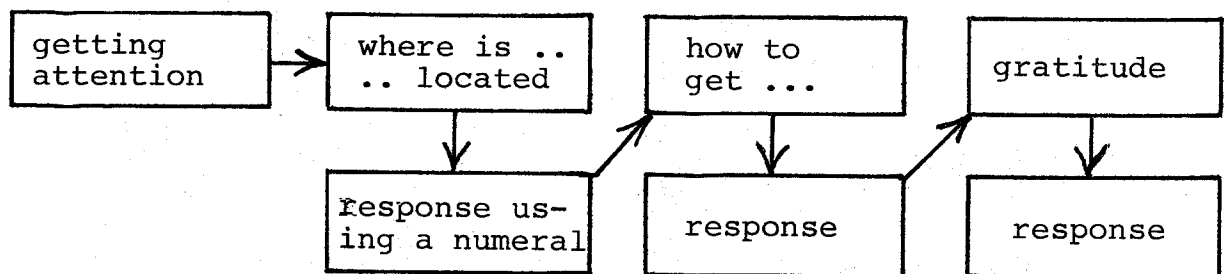 getting
attention
where is ..
.. located
how to
get ...
gratitude
response us-
ing a numeral
response
response